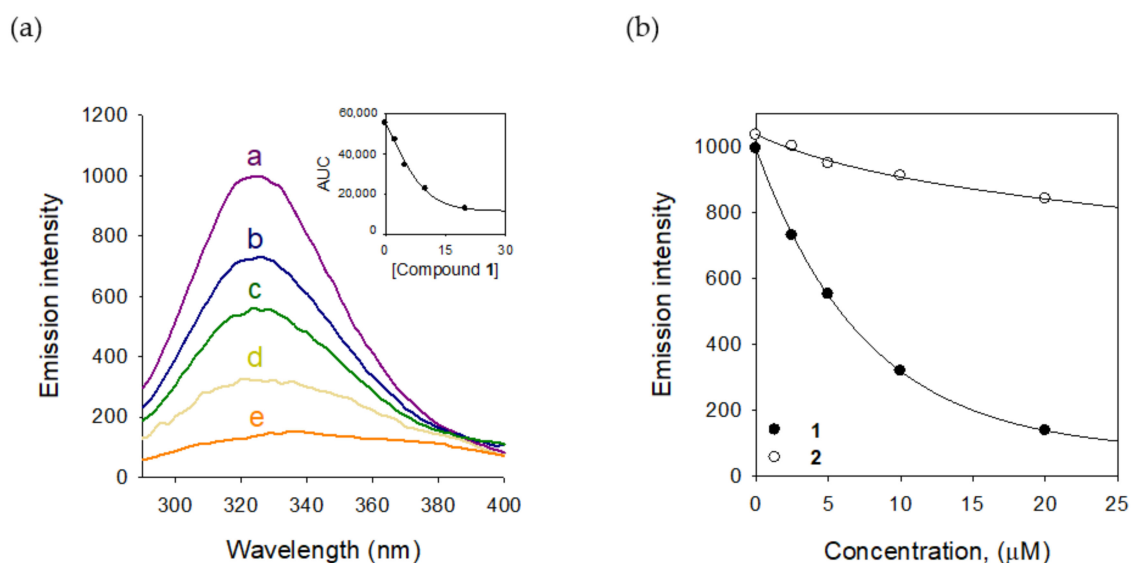 (a)
1200
1000
800
600
400
200
0
Emission intensity
300 320 340 360 380 400
Wavelength (nm)
a
b
c
d
e
60,000
40,000
20,000
0
AUC
0 15 30
[Compound 1]
(b)
1000
800
600
400
200
0
Emission intensity
1
2
0 5 10 15 20 25
Concentration, (μM)